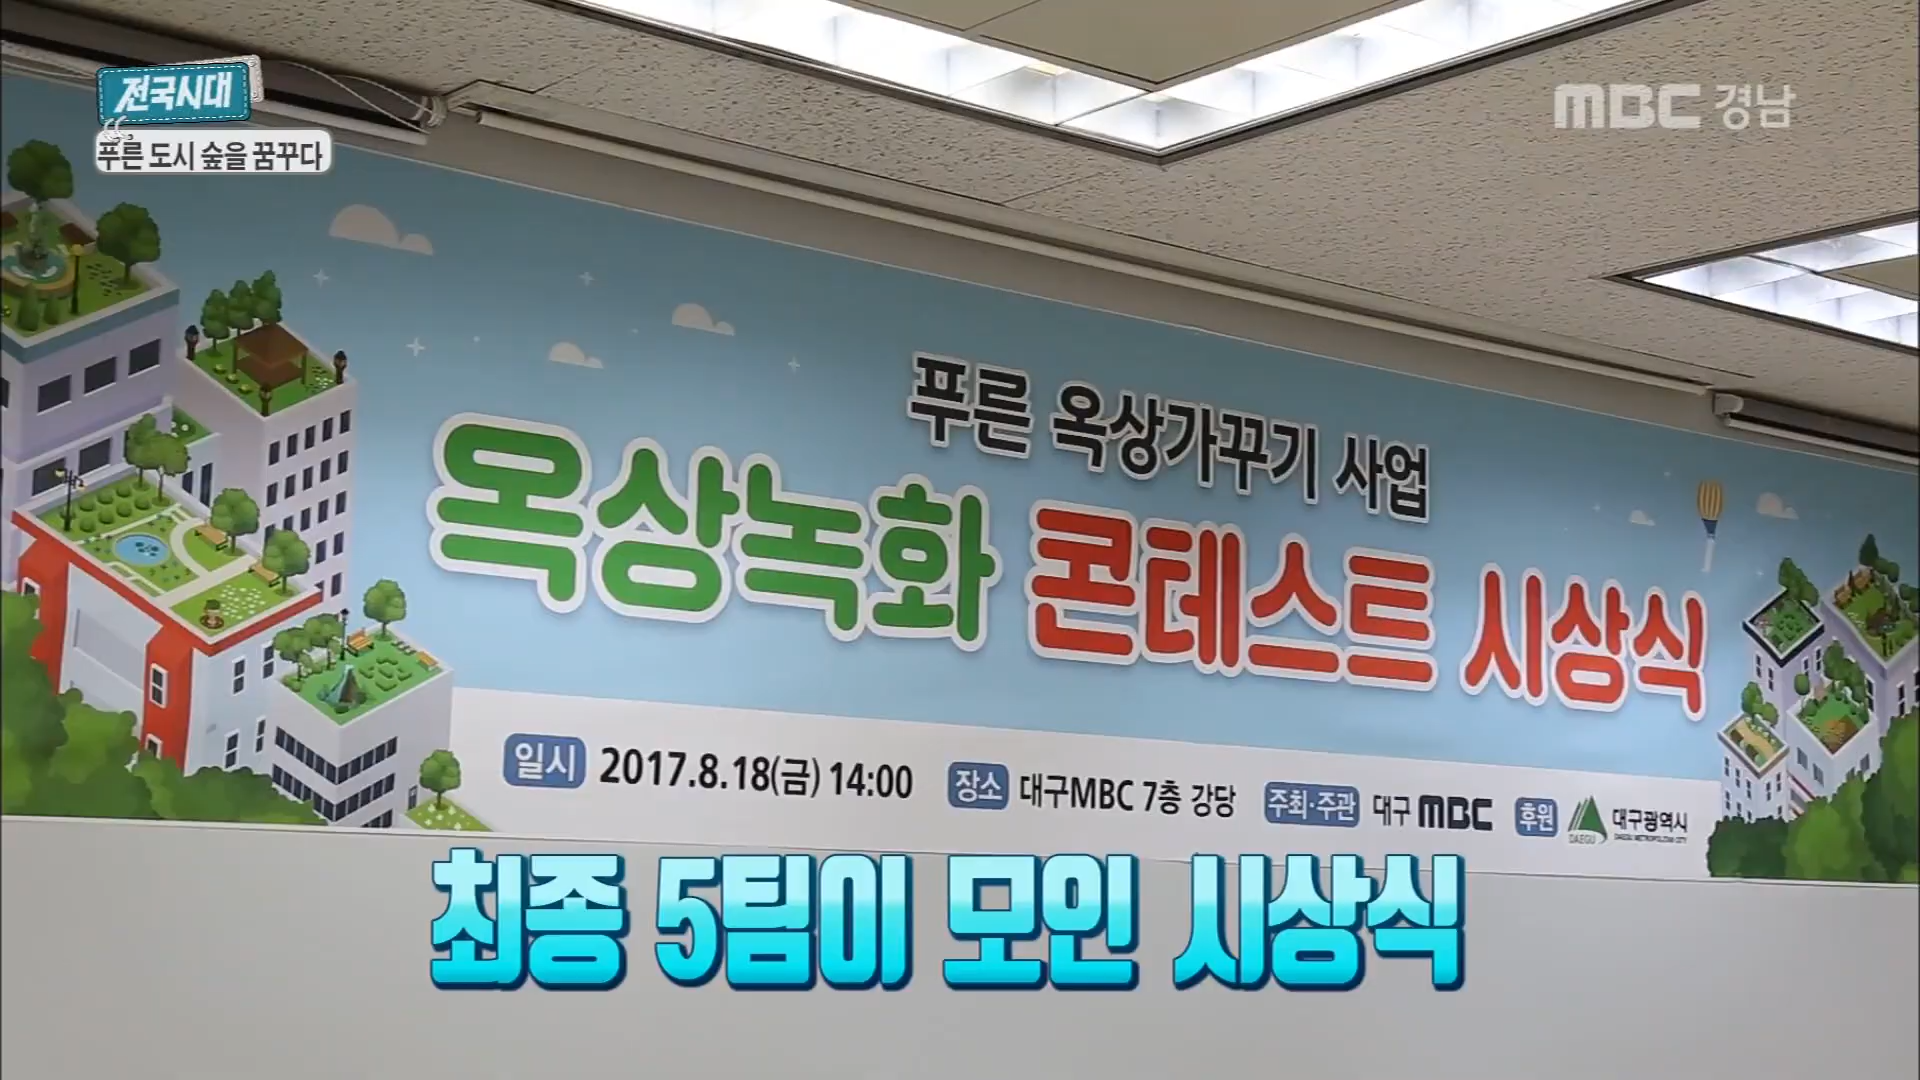 전국시대
푸른 도시 숲을 꿈꾸다
MBC 경남
푸른 옥상가꾸기 사업
옥상녹화 콘테스트 시상식
일시 2017.8.18(금) 14:00 장소 대구MBC 7층 강당 주최·주관 대구 MBC 후원 DAEGU 대구광역시
DAEGU METROPOLITAN CITY
최종 5팀이 모인 시상식